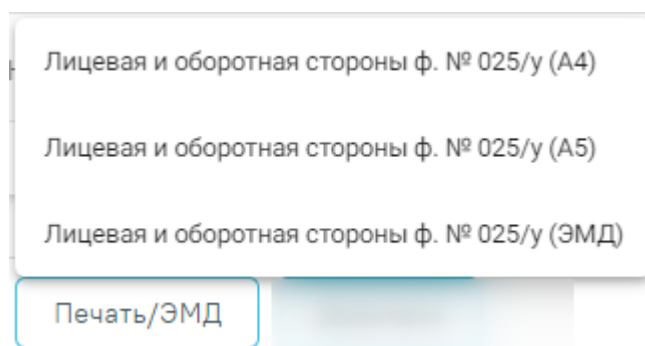 Лицевая и оборотная стороны ф. № 025/у (А4)
Лицевая и оборотная стороны ф. № 025/у (А5)
Лицевая и оборотная стороны ф. № 025/у (ЭМД)
Печать/ЭМД